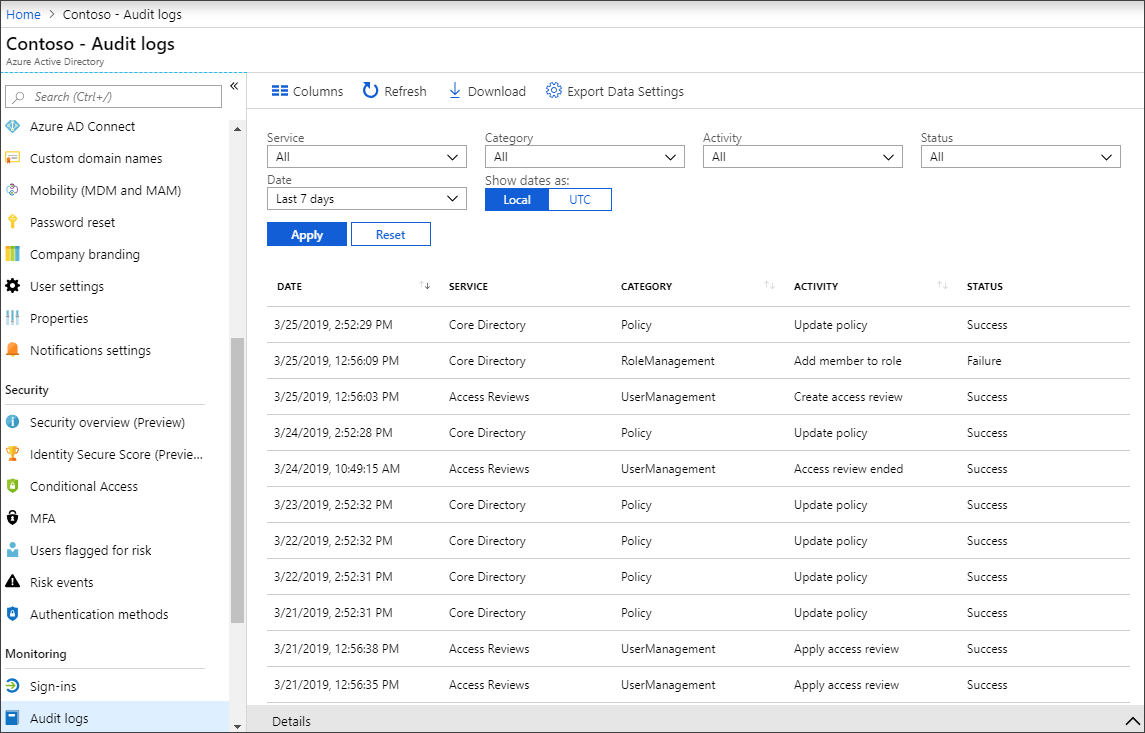 Home > Contoso - Audit logs
Contoso - Audit logs
Azure Active Directory
Search (Ctrl+/)
Azure AD Connect
Custom domain names
Mobility (MDM and MAM)
Password reset
Company branding
User settings
Properties
Notifications settings
Security
Security overview (Preview)
Identity Secure Score (Previe...
Conditional Access
MFA
Users flagged for risk
Risk events
Authentication methods
Monitoring
Sign-ins
Audit logs
Columns Refresh Download Export Data Settings
Service Category Activity Status
All All All All
Date Show dates as:
Last 7 days Local UTC
Apply Reset
DATE SERVICE CATEGORY ACTIVITY STATUS
3/25/2019, 2:52:29 PM Core Directory Policy Update policy Success
3/25/2019, 12:56:09 PM Core Directory RoleManagement Add member to role Failure
3/25/2019, 12:56:03 PM Access Reviews UserManagement Create access review Success
3/24/2019, 2:52:28 PM Core Directory Policy Update policy Success
3/24/2019, 10:49:15 AM Access Reviews UserManagement Access review ended Success
3/23/2019, 2:52:32 PM Core Directory Policy Update policy Success
3/22/2019, 2:52:32 PM Core Directory Policy Update policy Success
3/22/2019, 2:52:31 PM Core Directory Policy Update policy Success
3/21/2019, 2:52:31 PM Core Directory Policy Update policy Success
3/21/2019, 12:56:38 PM Access Reviews UserManagement Apply access review Success
3/21/2019, 12:56:35 PM Access Reviews UserManagement Apply access review Success
Details